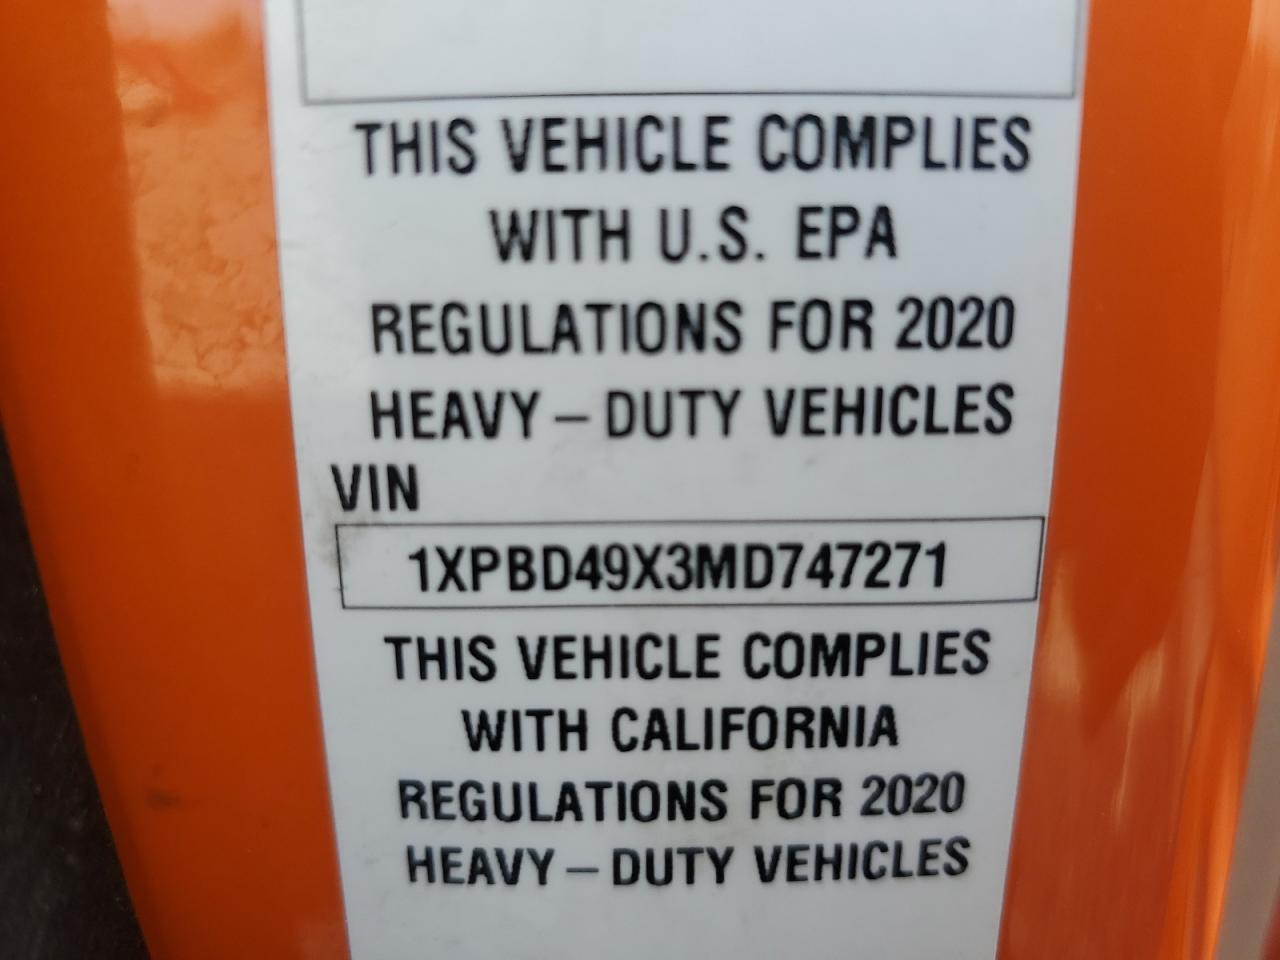 THIS VEHICLE COMPLIES
WITH U.S. EPA
REGULATIONS FOR 2020
HEAVY – DUTY VEHICLES
VIN
1XPBD49X3MD747271
THIS VEHICLE COMPLIES
WITH CALIFORNIA
REGULATIONS FOR 2020
HEAVY – DUTY VEHICLES